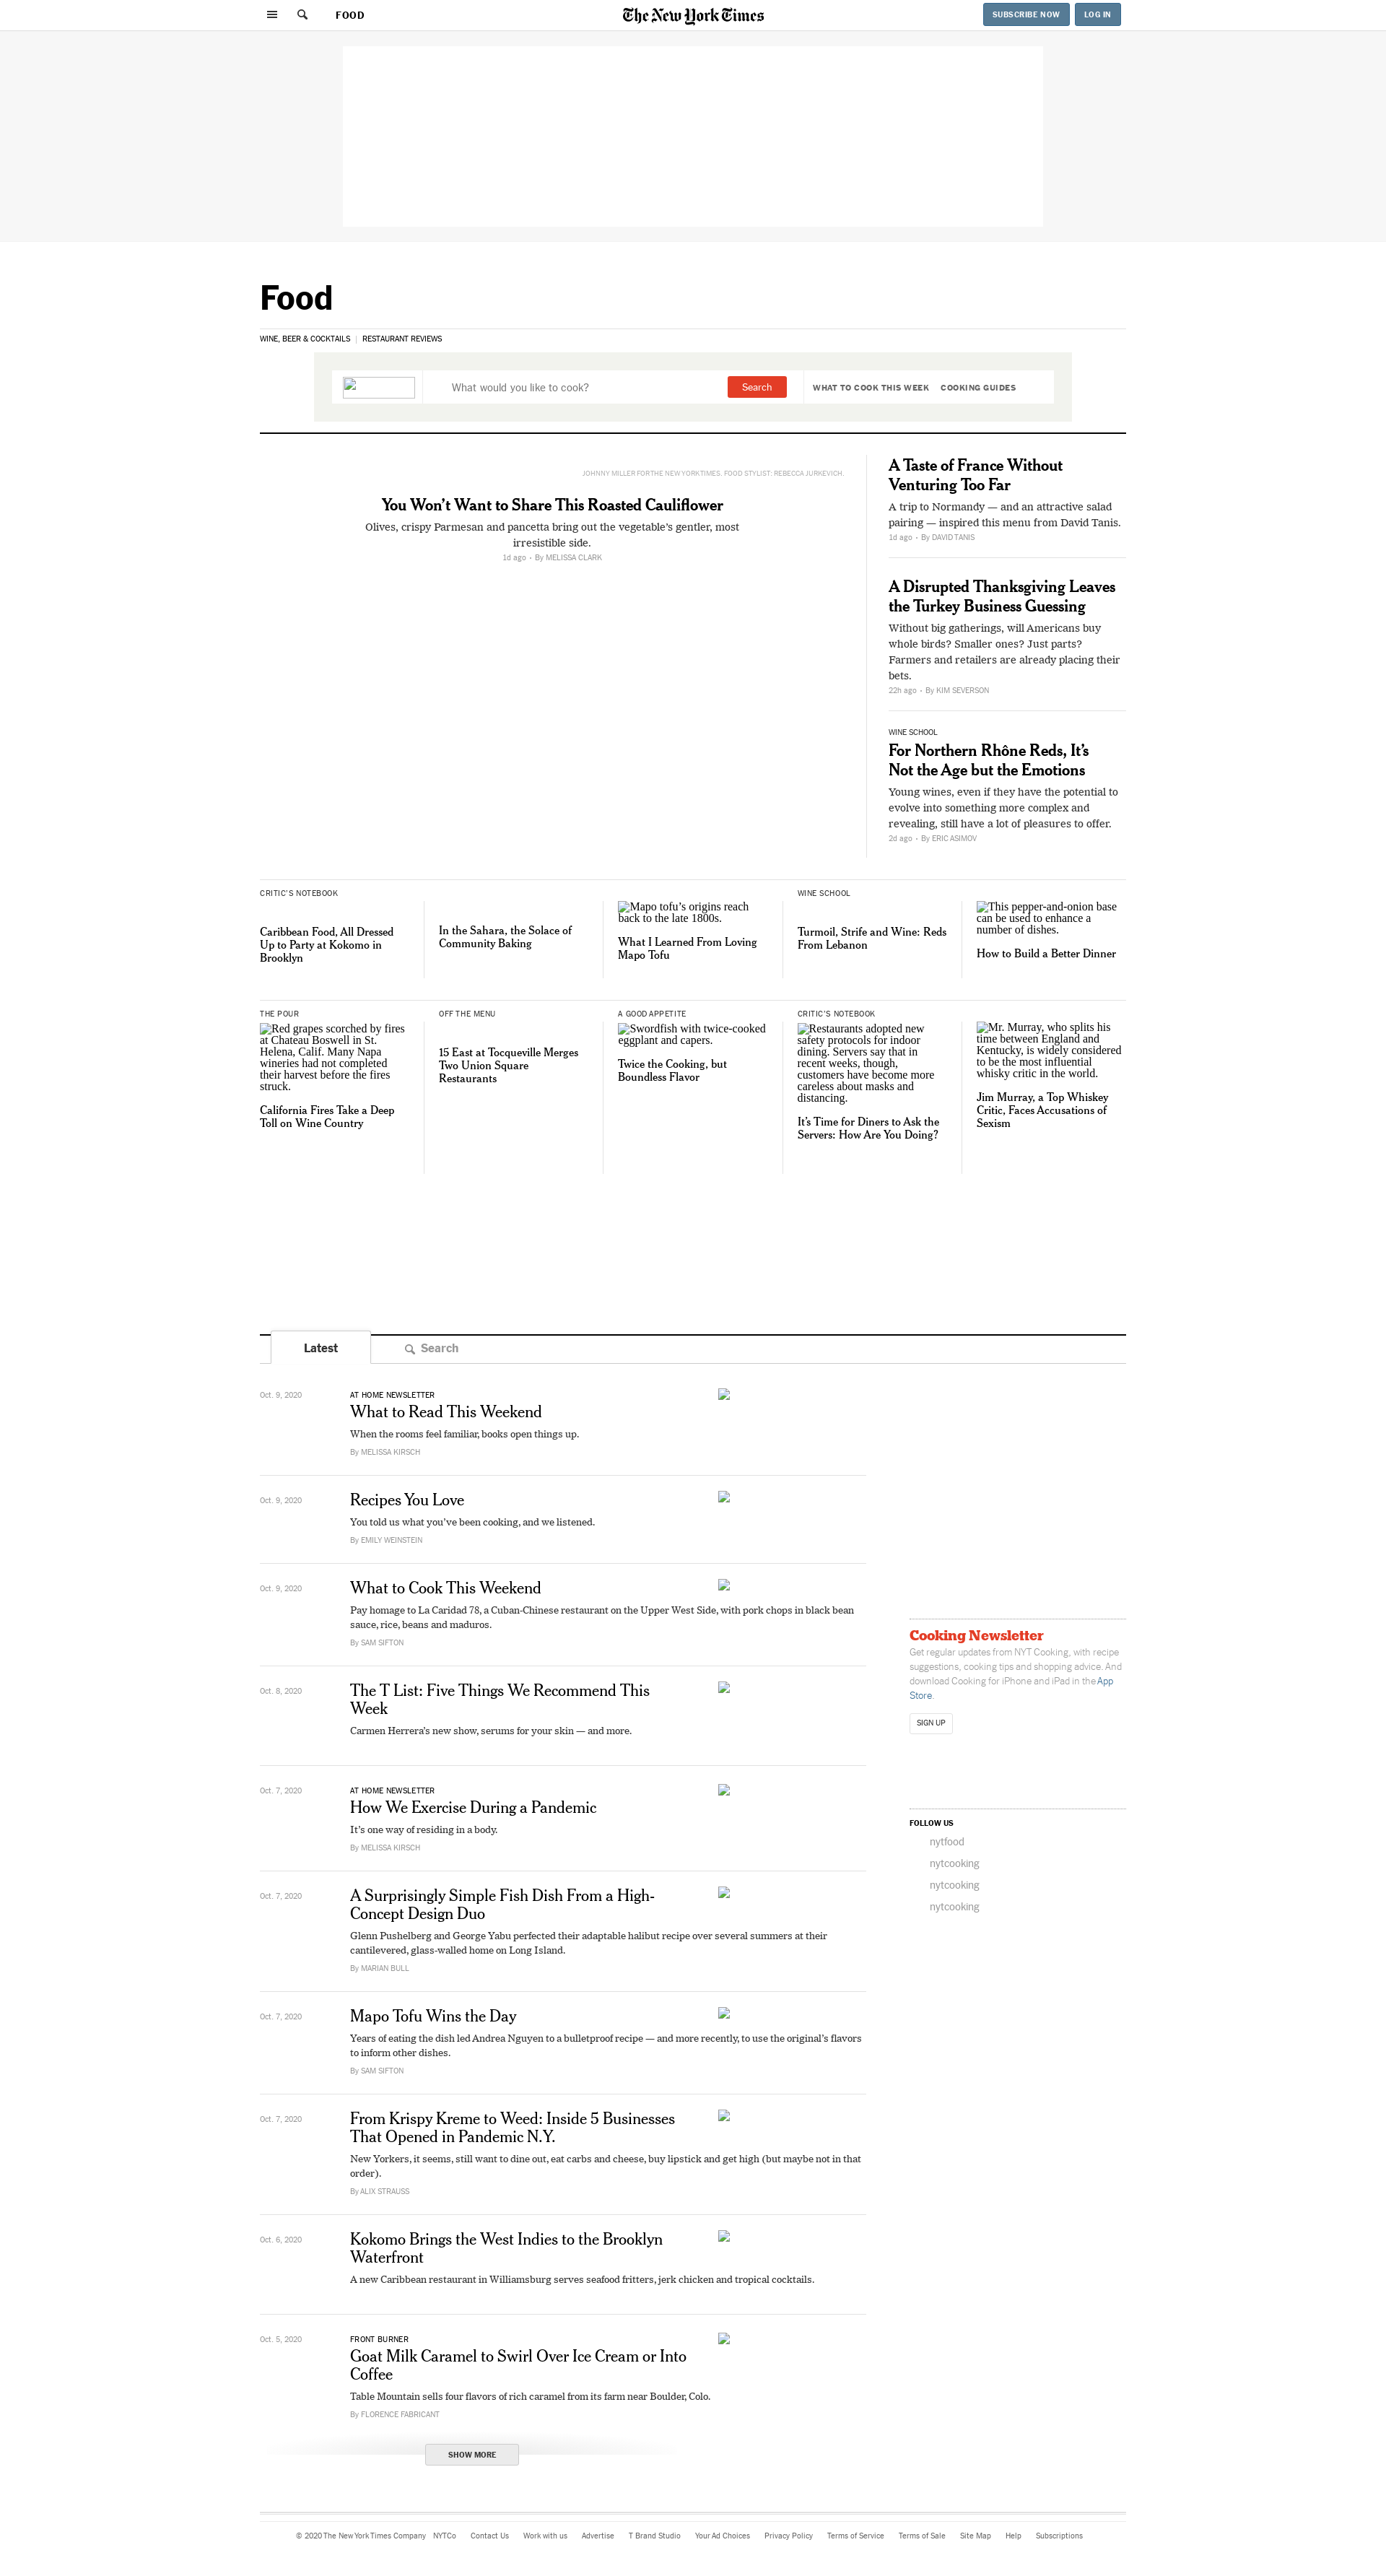 FOOD
The New York Times
SUBSCRIBE NOW
LOG IN
Food
WINE, BEER & COCKTAILS
RESTAURANT REVIEWS
What would you like to cook?
Search
WHAT TO COOK THIS WEEK
COOKING GUIDES
JOHNNY MILLER FOR THE NEW YORK TIMES. FOOD STYLIST: REBECCA JURKEVICH.
You Won’t Want to Share This Roasted Cauliflower
Olives, crispy Parmesan and pancetta bring out the vegetable’s gentler, most
irresistible side.
1d ago • By MELISSA CLARK
A Taste of France Without
Venturing Too Far
A trip to Normandy — and an attractive salad
pairing — inspired this menu from David Tanis.
1d ago • By DAVID TANIS
A Disrupted Thanksgiving Leaves
the Turkey Business Guessing
Without big gatherings, will Americans buy
whole birds? Smaller ones? Just parts?
Farmers and retailers are already placing their
bets.
22h ago • By KIM SEVERSON
WINE SCHOOL
For Northern Rhône Reds, It’s
Not the Age but the Emotions
Young wines, even if they have the potential to
evolve into something more complex and
revealing, still have a lot of pleasures to offer.
2d ago • By ERIC ASIMOV
CRITIC’S NOTEBOOK
Caribbean Food, All Dressed
Up to Party at Kokomo in
Brooklyn
In the Sahara, the Solace of
Community Baking
Mapo tofu’s origins reach
back to the late 1800s.
What I Learned From Loving
Mapo Tofu
WINE SCHOOL
Turmoil, Strife and Wine: Reds
From Lebanon
This pepper-and-onion base
can be used to enhance a
number of dishes.
How to Build a Better Dinner
THE POUR
Red grapes scorched by fires
at Chateau Boswell in St.
Helena, Calif. Many Napa
wineries had not completed
their harvest before the fires
struck.
California Fires Take a Deep
Toll on Wine Country
OFF THE MENU
15 East at Tocqueville Merges
Two Union Square
Restaurants
A GOOD APPETITE
Swordfish with twice-cooked
eggplant and capers.
Twice the Cooking, but
Boundless Flavor
CRITIC’S NOTEBOOK
Restaurants adopted new
safety protocols for indoor
dining. Servers say that in
recent weeks, though,
customers have become more
careless about masks and
distancing.
It’s Time for Diners to Ask the
Servers: How Are You Doing?
Mr. Murray, who splits his
time between England and
Kentucky, is widely considered
to be the most influential
whisky critic in the world.
Jim Murray, a Top Whiskey
Critic, Faces Accusations of
Sexism
Latest
Search
Oct. 9, 2020
AT HOME NEWSLETTER
What to Read This Weekend
When the rooms feel familiar, books open things up.
By MELISSA KIRSCH
Oct. 9, 2020
Recipes You Love
You told us what you’ve been cooking, and we listened.
By EMILY WEINSTEIN
Oct. 9, 2020
What to Cook This Weekend
Pay homage to La Caridad 78, a Cuban-Chinese restaurant on the Upper West Side, with pork chops in black bean
sauce, rice, beans and maduros.
By SAM SIFTON
Oct. 8, 2020
The T List: Five Things We Recommend This
Week
Carmen Herrera’s new show, serums for your skin — and more.
Oct. 7, 2020
AT HOME NEWSLETTER
How We Exercise During a Pandemic
It’s one way of residing in a body.
By MELISSA KIRSCH
Oct. 7, 2020
A Surprisingly Simple Fish Dish From a High-
Concept Design Duo
Glenn Pushelberg and George Yabu perfected their adaptable halibut recipe over several summers at their
cantilevered, glass-walled home on Long Island.
By MARIAN BULL
Oct. 7, 2020
Mapo Tofu Wins the Day
Years of eating the dish led Andrea Nguyen to a bulletproof recipe — and more recently, to use the original’s flavors
to inform other dishes.
By SAM SIFTON
Oct. 7, 2020
From Krispy Kreme to Weed: Inside 5 Businesses
That Opened in Pandemic N.Y.
New Yorkers, it seems, still want to dine out, eat carbs and cheese, buy lipstick and get high (but maybe not in that
order).
By ALIX STRAUSS
Oct. 6, 2020
Kokomo Brings the West Indies to the Brooklyn
Waterfront
A new Caribbean restaurant in Williamsburg serves seafood fritters, jerk chicken and tropical cocktails.
Oct. 5, 2020
FRONT BURNER
Goat Milk Caramel to Swirl Over Ice Cream or Into
Coffee
Table Mountain sells four flavors of rich caramel from its farm near Boulder, Colo.
By FLORENCE FABRICANT
SHOW MORE
Cooking Newsletter
Get regular updates from NYT Cooking, with recipe
suggestions, cooking tips and shopping advice. And
download Cooking for iPhone and iPad in the App
Store.
SIGN UP
FOLLOW US
nytfood
nytcooking
nytcooking
nytcooking
© 2020 The New York Times Company NYTCo Contact Us Work with us Advertise T Brand Studio Your Ad Choices Privacy Policy Terms of Service Terms of Sale Site Map Help Subscriptions